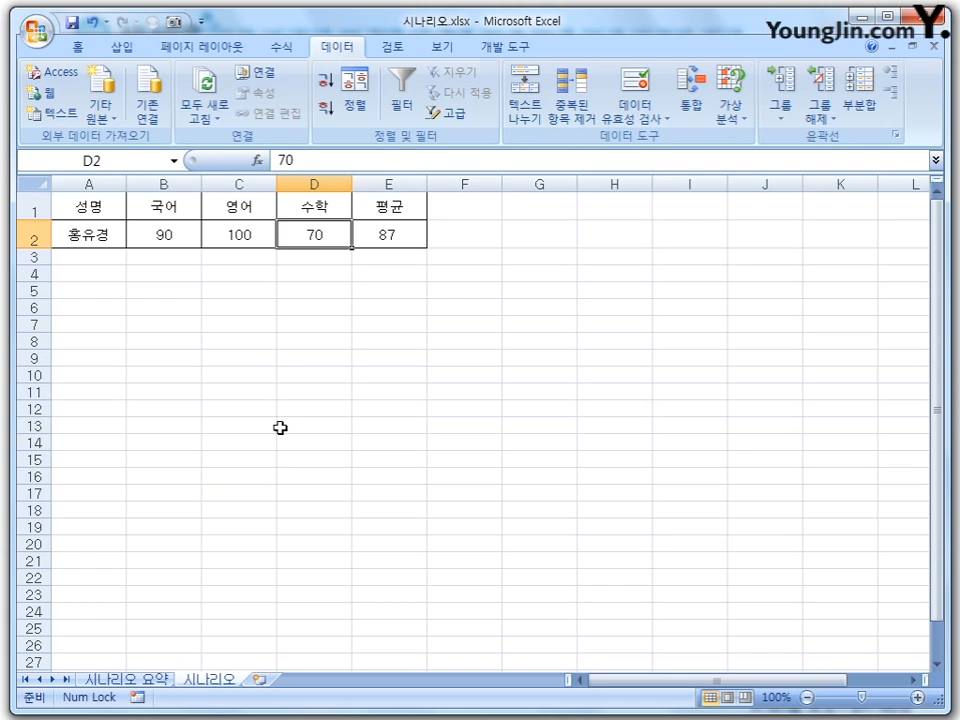 시나리오.xlsx - Microsoft Excel
YoungJin.com Y.
홈 삽입 페이지 레이아웃 수식 데이터 검토 보기 개발 도구
Access
웹
텍스트
기타 원본
기존 연결
외부 데이터 가져오기
모두 새로 고침
연결
속성
연결 편집
연결
정렬
필터
지우기
다시 적용
고급
정렬 및 필터
텍스트 나누기
중복된 항목 제거
데이터 유효성 검사
통합
가상 분석
데이터 도구
그룹
그룹 해제
부분합
윤곽선
D2 fx 70
A B C D E F G H I J K L
1 성명 국어 영어 수학 평균
2 홍유경 90 100 70 87
3
4
5
6
7
8
9
10
11
12
13
14
15
16
17
18
19
20
21
22
23
24
25
26
27
시나리오 요약 시나리오
준비 Num Lock 100%